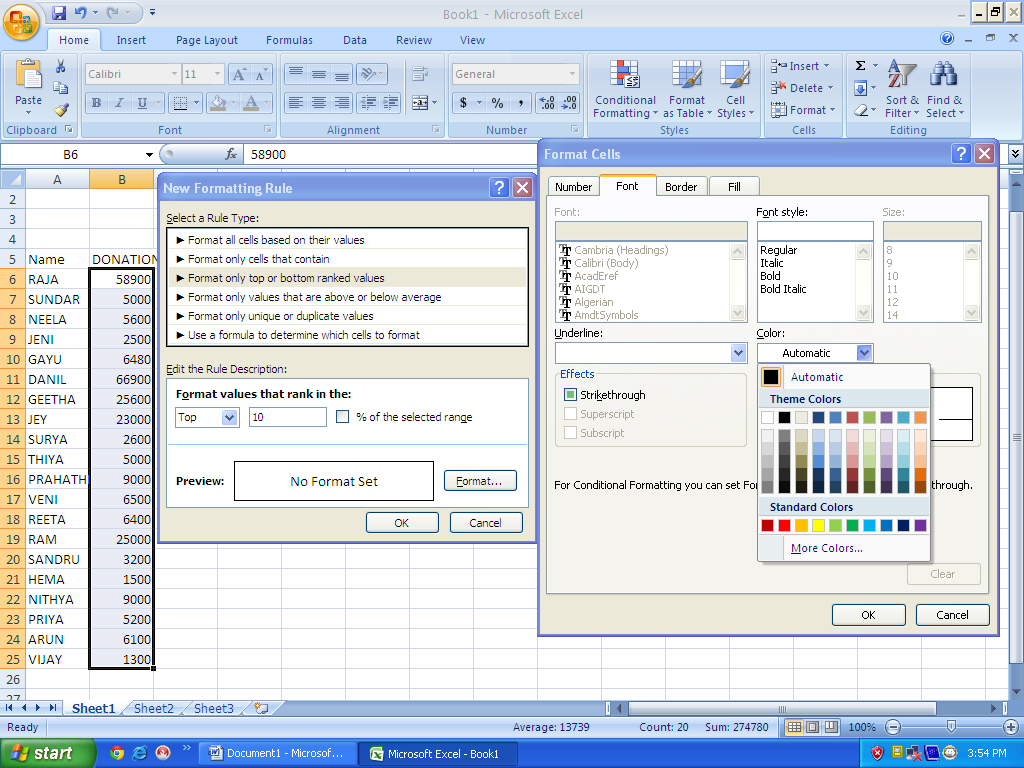 Book1 - Microsoft Excel
Home Insert Page Layout Formulas Data Review View
Paste
Calibri 11
B I U
A A
General
$ % ,
Conditional Formatting
Format as Table
Cell Styles
Insert
Delete
Format
Σ
Sort & Filter
Find & Select
Clipboard Font Alignment Number Styles Cells Editing
B6 fx 58900
A B
2
3
4
5 Name DONATION
6 RAJA 58900
7 SUNDAR 5000
8 NEELA 5600
9 JENI 2500
10 GAYU 6480
11 DANIL 66900
12 GEETHA 25600
13 JEY 23000
14 SURYA 2600
15 THIYA 5000
16 PRAHATH 9000
17 VENI 6500
18 REETA 6400
19 RAM 25000
20 SANDRU 3200
21 HEMA 1500
22 NITHYA 9000
23 PRIYA 5200
24 ARUN 6100
25 VIJAY 1300
26
27
New Formatting Rule
Select a Rule Type:
► Format all cells based on their values
► Format only cells that contain
► Format only top or bottom ranked values
► Format only values that are above or below average
► Format only unique or duplicate values
► Use a formula to determine which cells to format
Edit the Rule Description:
Format values that rank in the:
Top 10 % of the selected range
Preview: No Format Set Format...
OK Cancel
Format Cells
Number Font Border Fill
Font:
Cambria (Headings)
Calibri (Body)
AcadEref
AIGDT
Algerian
AmdtSymbols
Font style:
Regular
Italic
Bold
Bold Italic
Size:
8
9
10
11
12
14
Underline:
Color:
Automatic
Effects
Strikethrough
Superscript
Subscript
Automatic
Theme Colors
Standard Colors
More Colors...
For Conditional Formatting you can set For
through.
Clear
OK Cancel
Sheet1 Sheet2 Sheet3
Ready Average: 13739 Count: 20 Sum: 274780 100%
start Document1 - Microsof... Microsoft Excel - Book1 3:54 PM